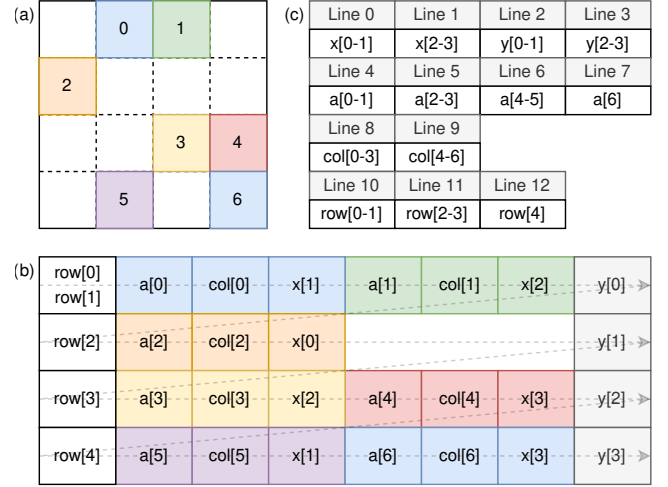 (a)
0 1
2
3 4
5 6
(c)
Line 0 Line 1 Line 2 Line 3
x[0-1] x[2-3] y[0-1] y[2-3]
Line 4 Line 5 Line 6 Line 7
a[0-1] a[2-3] a[4-5] a[6]
Line 8 Line 9
col[0-3] col[4-6]
Line 10 Line 11 Line 12
row[0-1] row[2-3] row[4]
(b)
row[0]
row[1]
a[0] col[0] x[1] a[1] col[1] x[2] y[0]
row[2] a[2] col[2] x[0] y[1]
row[3] a[3] col[3] x[2] a[4] col[4] x[3] y[2]
row[4] a[5] col[5] x[1] a[6] col[6] x[3] y[3]